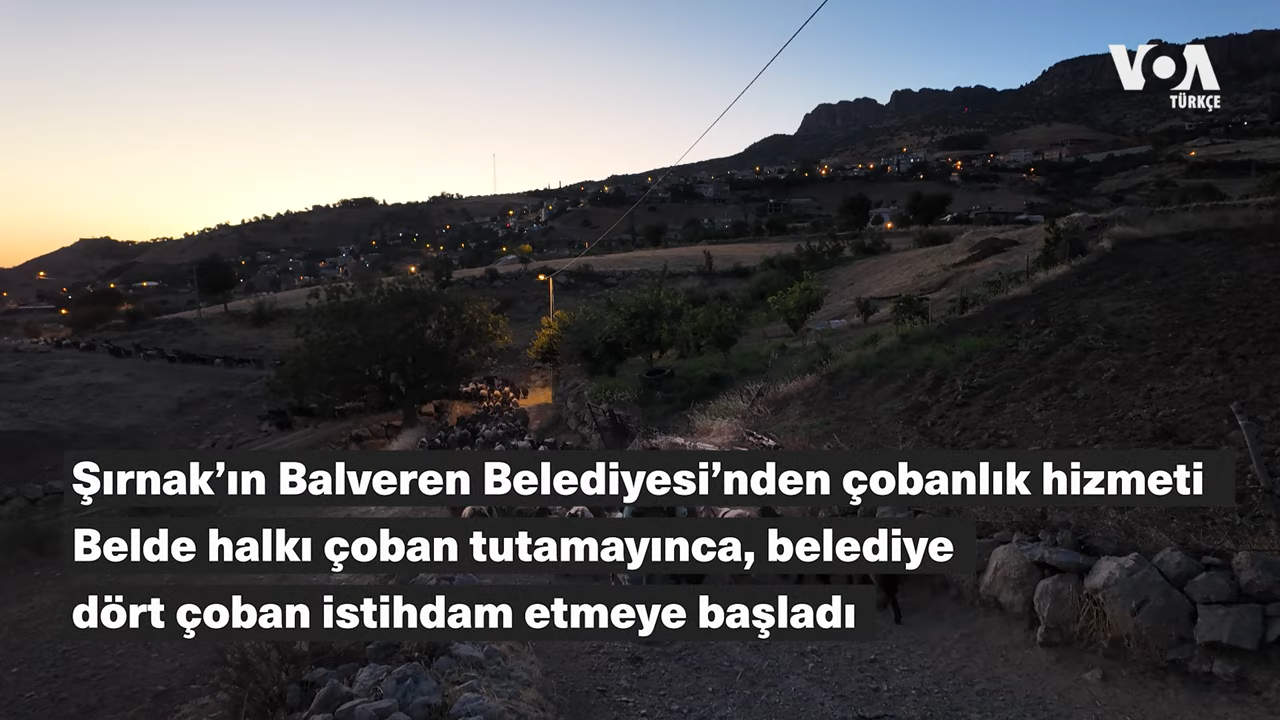 VOA
TÜRKÇE
Şırnak’ın Balveren Belediyesi’nden çobanlık hizmeti
Belde halkı çoban tutamayınca, belediye
dört çoban istihdam etmeye başladı